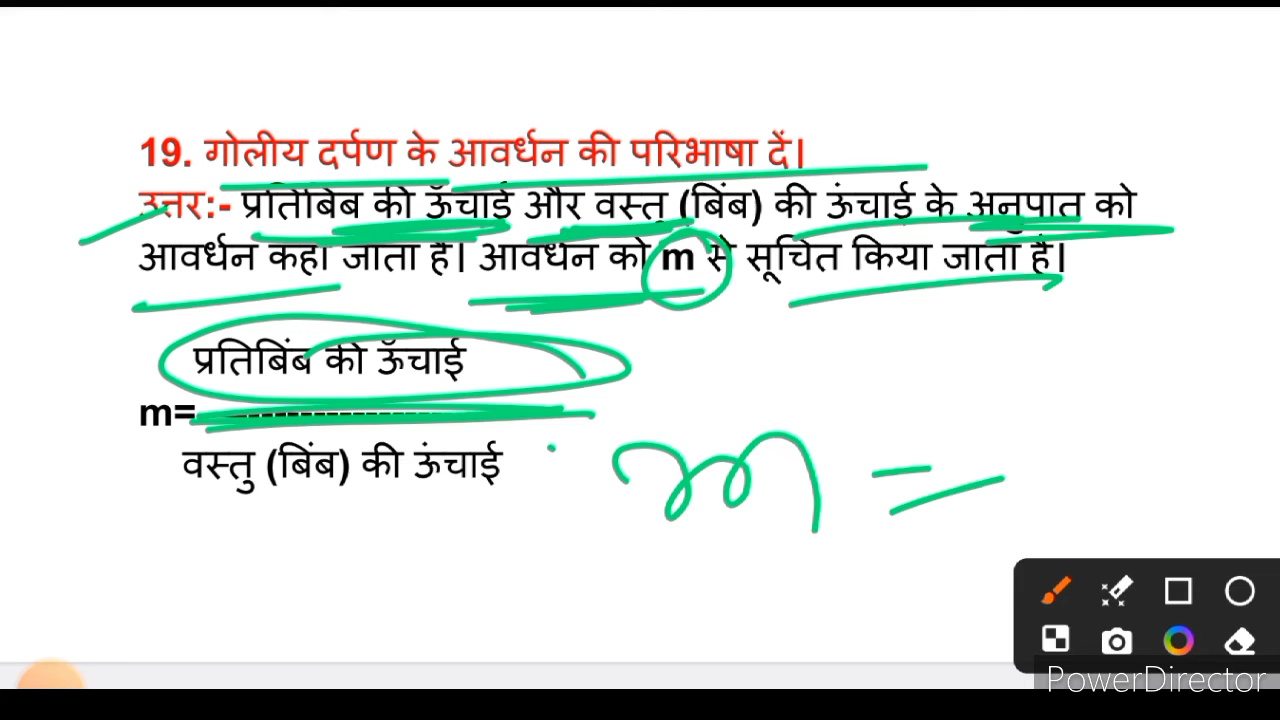 19. गोलीय दर्पण के आवर्धन की परिभाषा दें।
उत्तर:- प्रतिबिंब की ऊँचाई और वस्तु (बिंब) की ऊंचाई के अनुपात को
आवर्धन कहा जाता है। आवर्धन को m से सूचित किया जाता है।
प्रतिबिंब की ऊँचाई
m=--------------------
वस्तु (बिंब) की ऊंचाई
m =
PowerDirector